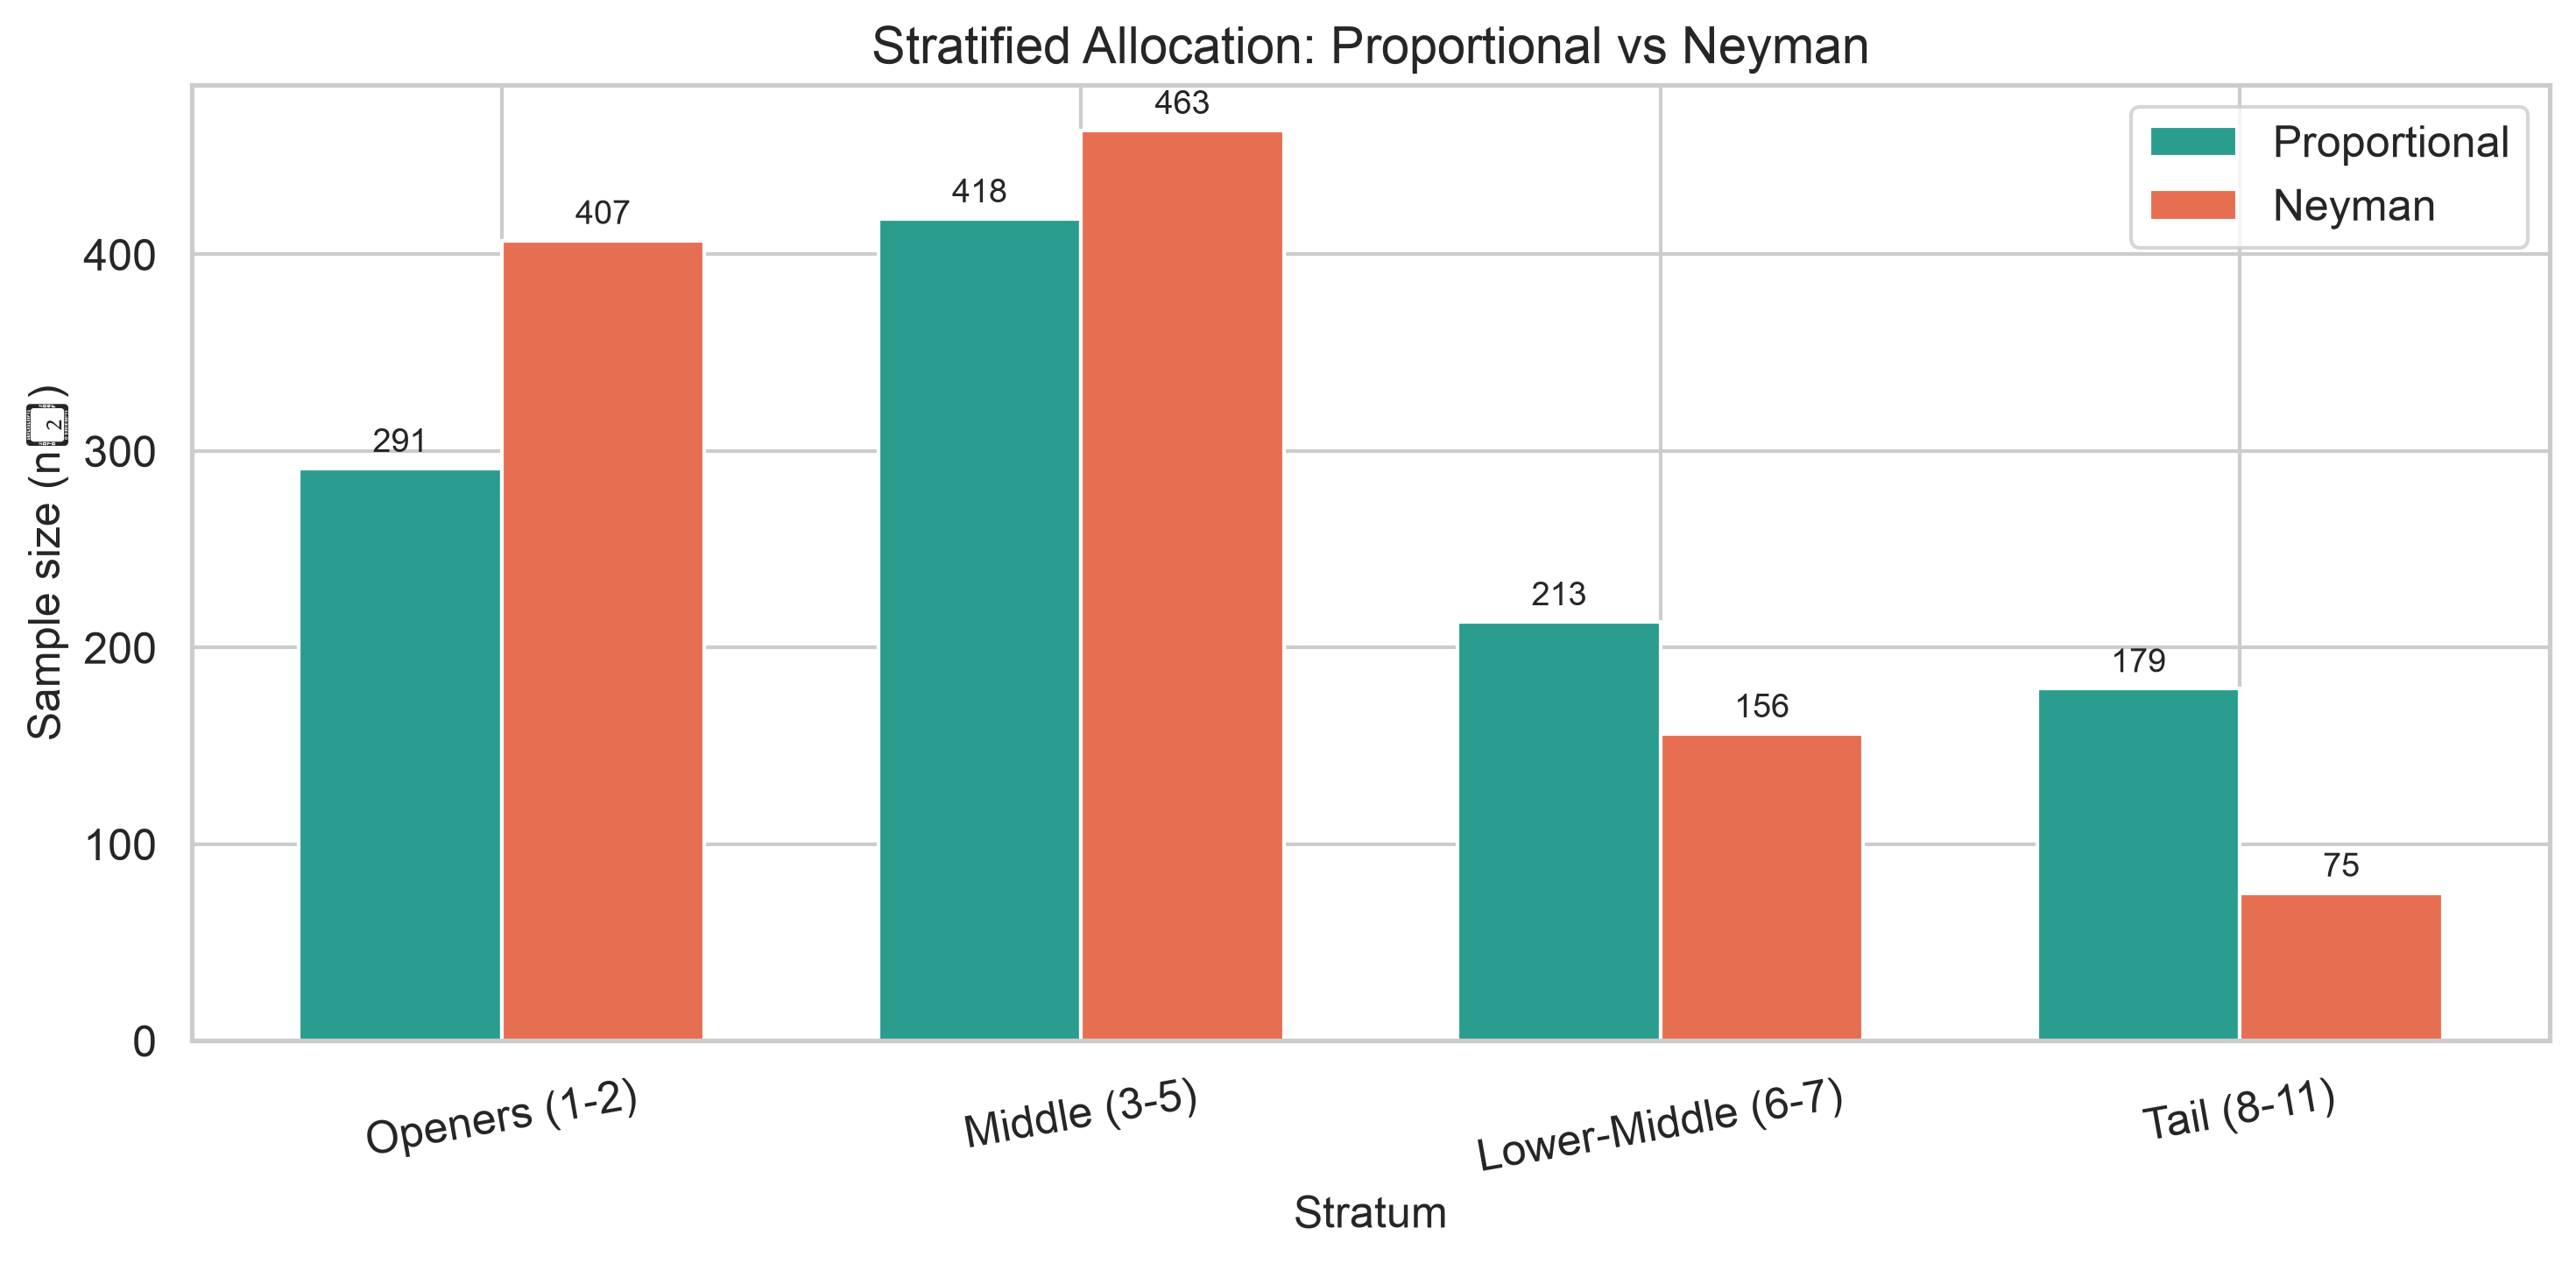 Stratified Allocation: Proportional vs Neyman
Proportional
Neyman
463
418
407
291
213
179
156
75
400
300
200
100
0
Sample size (n)
Openers (1-2)
Middle (3-5)
Lower-Middle (6-7)
Tail (8-11)
Stratum